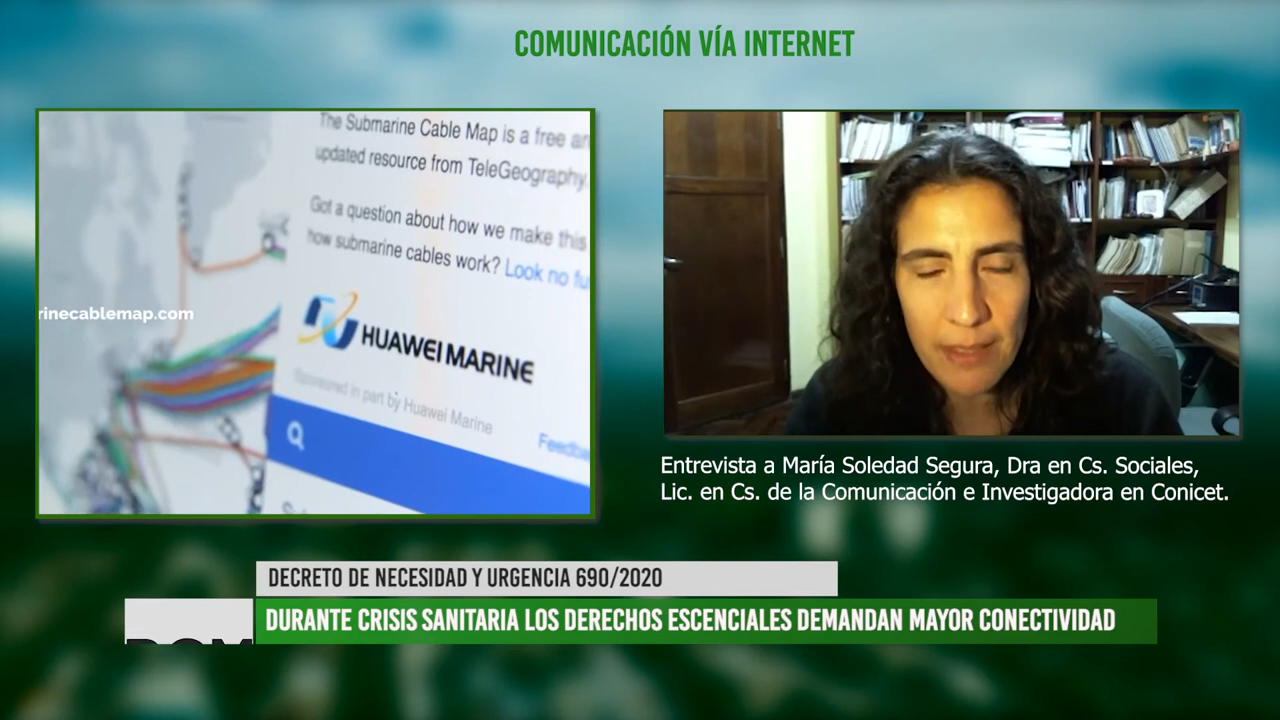 COMUNICACIÓN VÍA INTERNET
The Submarine Cable Map is a free an
updated resource from TeleGeography.
Got a question about how we make this
how submarine cables work? Look no fu
rinecablemap.com
HUAWEI MARINE
Sponsored in part by Huawei Marine
Feedba
Entrevista a María Soledad Segura, Dra en Cs. Sociales,
Lic. en Cs. de la Comunicación e Investigadora en Conicet.
DECRETO DE NECESIDAD Y URGENCIA 690/2020
DURANTE CRISIS SANITARIA LOS DERECHOS ESCENCIALES DEMANDAN MAYOR CONECTIVIDAD